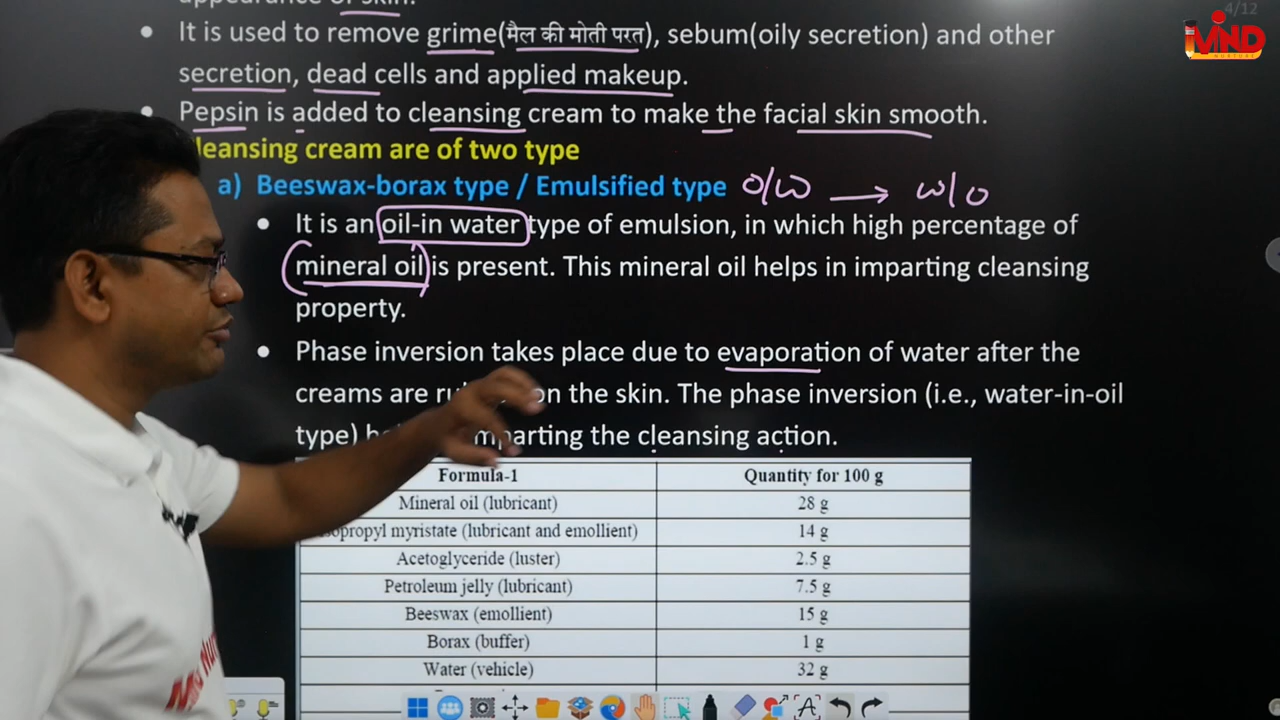 appearance of skin.
4/12
iMIND
NURTURE
• It is used to remove grime(मैल की मोती परत), sebum(oily secretion) and other
secretion, dead cells and applied makeup.
• Pepsin is added to cleansing cream to make the facial skin smooth.
leansing cream are of two type
a) Beeswax-borax type / Emulsified type O/W → W/O
• It is an oil-in water type of emulsion, in which high percentage of
mineral oil is present. This mineral oil helps in imparting cleansing
property.
• Phase inversion takes place due to evaporation of water after the
creams are on the skin. The phase inversion (i.e., water-in-oil
type) imparting the cleansing action.
Formula-1 Quantity for 100 g
Mineral oil (lubricant) 28 g
sopropyl myristate (lubricant and emollient) 14 g
Acetoglyceride (luster) 2.5 g
Petroleum jelly (lubricant) 7.5 g
Beeswax (emollient) 15 g
Borax (buffer) 1 g
Water (vehicle) 32 g